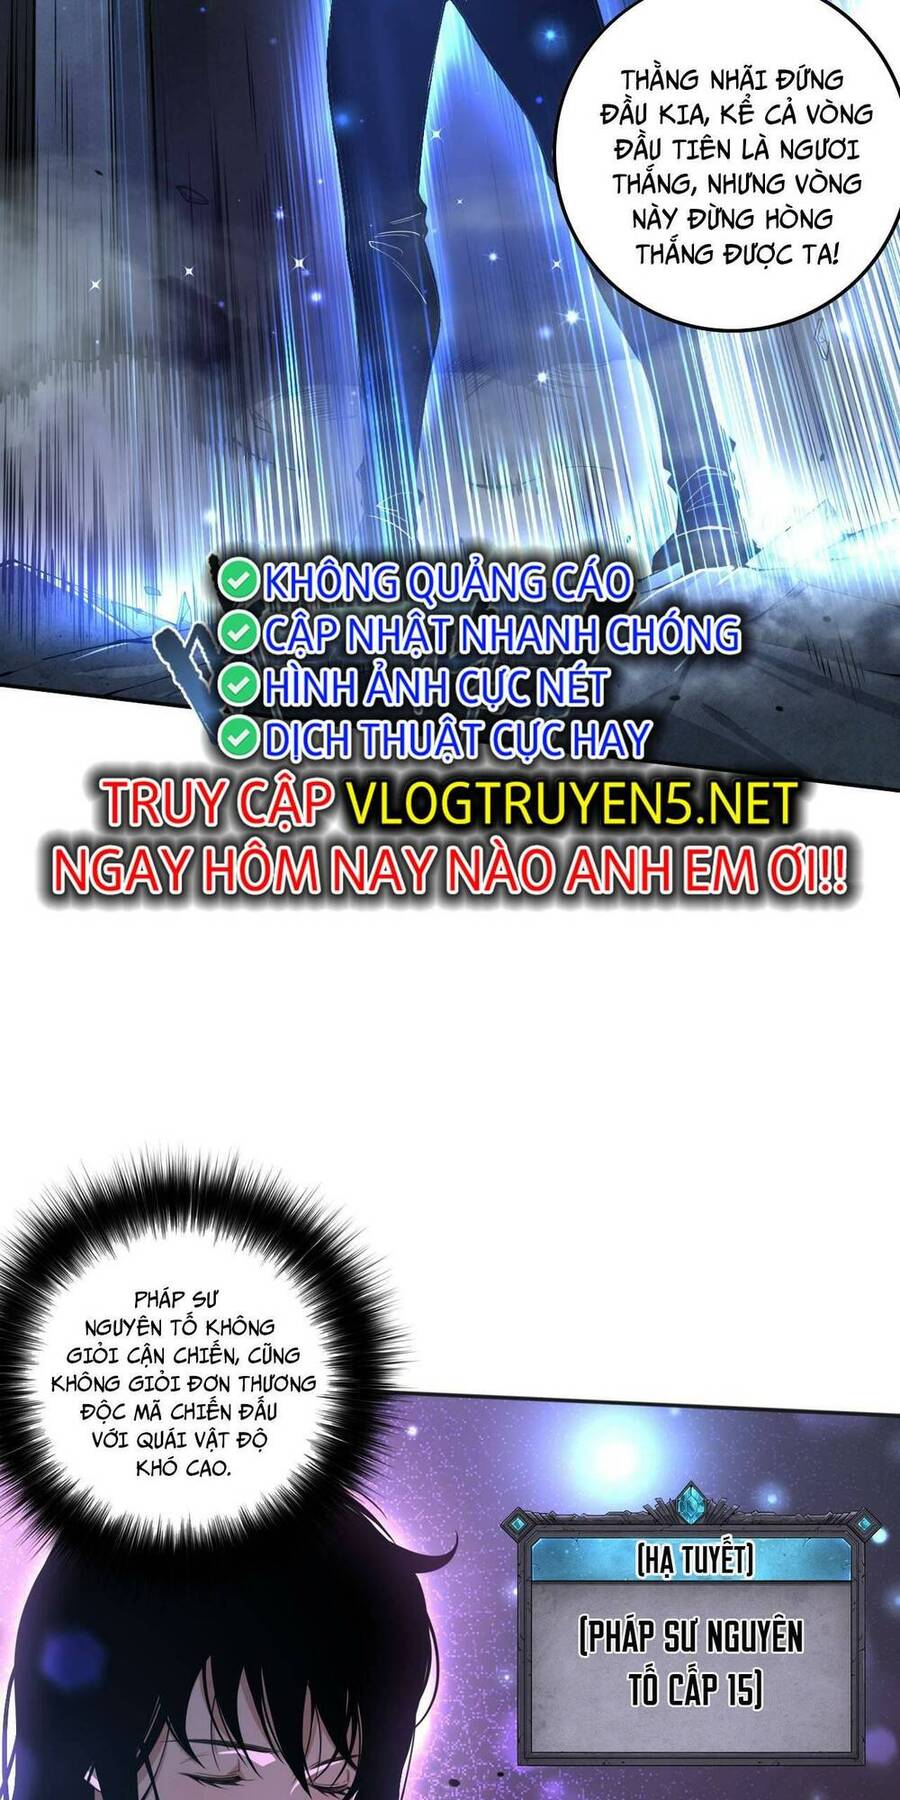 THẰNG NHÃI ĐỨNG
ĐẦU KIA, KỂ CẢ VÒNG
ĐẦU TIÊN LÀ NGƯƠI
THẮNG, NHƯNG VÒNG
NÀY ĐỪNG HÒNG
THẮNG ĐƯỢC TA!
KHÔNG QUẢNG CÁO
CẬP NHẬT NHANH CHÓNG
HÌNH ẢNH CỰC NÉT
DỊCH THUẬT CỰC HAY
TRUY CẬP VLOGTRUYEN5.NET
NGAY HÔM NAY NÀO ANH EM ƠI!!
PHÁP SƯ
NGUYÊN TỐ KHÔNG
GIỎI CẬN CHIẾN, CŨNG
KHÔNG GIỎI ĐƠN THƯƠNG
ĐỘC MÃ CHIẾN ĐẤU
VỚI QUÁI VẬT ĐỘ
KHÓ CAO.
[HẠ TUYẾT]
[PHÁP SƯ NGUYÊN
TỐ CẤP 15]